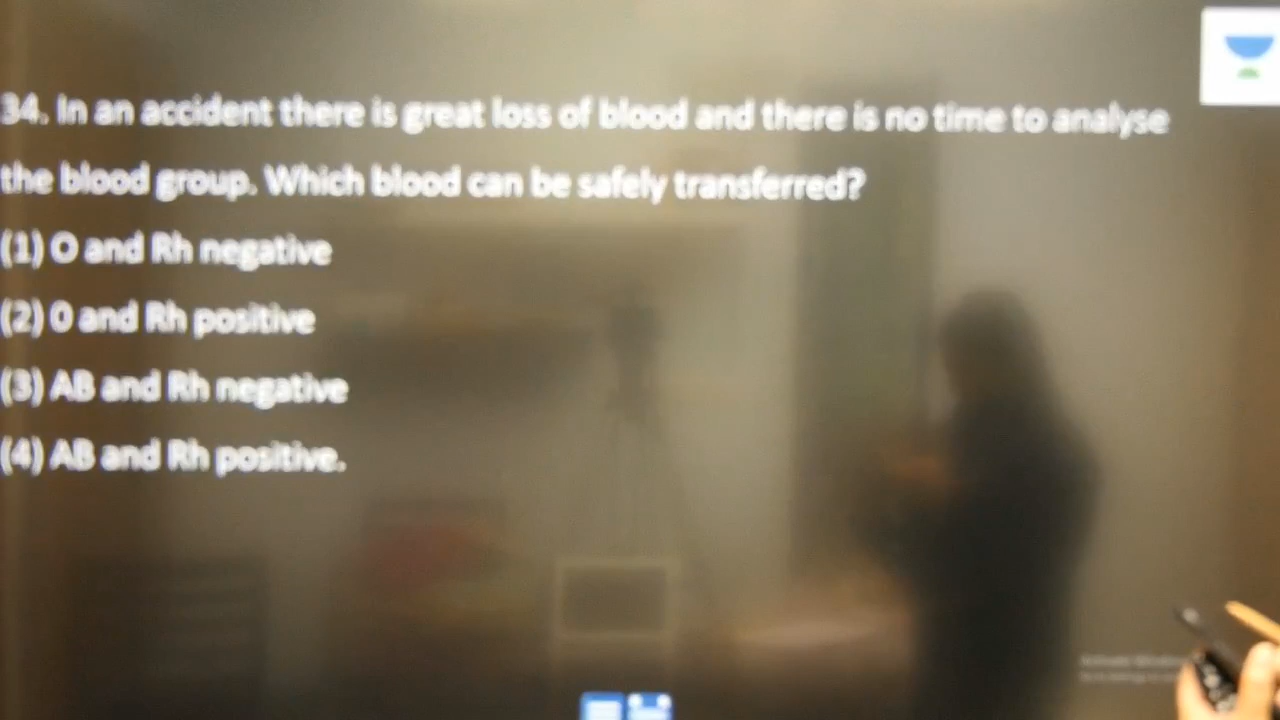 34. In an accident there is great loss of blood and there is no time to analyse
the blood group. Which blood can be safely transferred?
(1) O and Rh negative
(2) 0 and Rh positive
(3) AB and Rh negative
(4) AB and Rh positive.